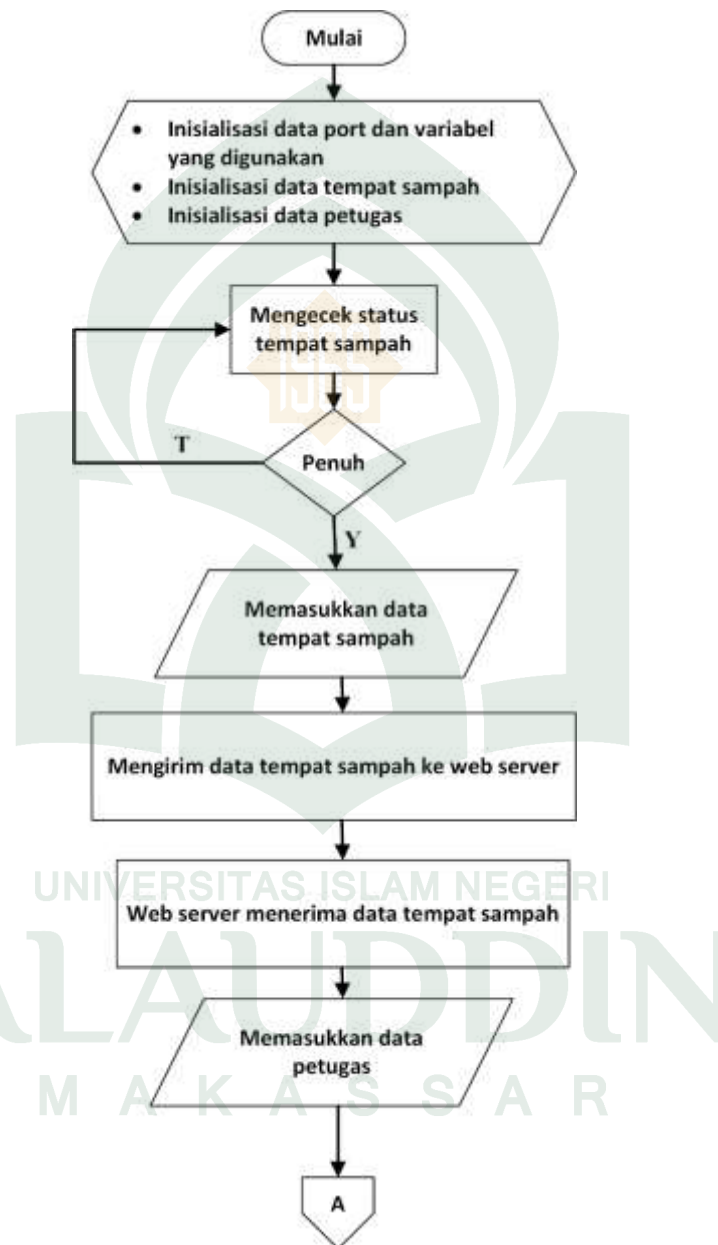 Mulai
• Inisialisasi data port dan variabel
yang digunakan
• Inisialisasi data tempat sampah
• Inisialisasi data petugas
Mengecek status
tempat sampah
T
Penuh
Y
Memasukkan data
tempat sampah
Mengirim data tempat sampah ke web server
UNIVERSITAS ISLAM NEGERI
Web server menerima data tempat sampah
ALAUDDIN
Memasukkan data
petugas
MAKASSAR
A